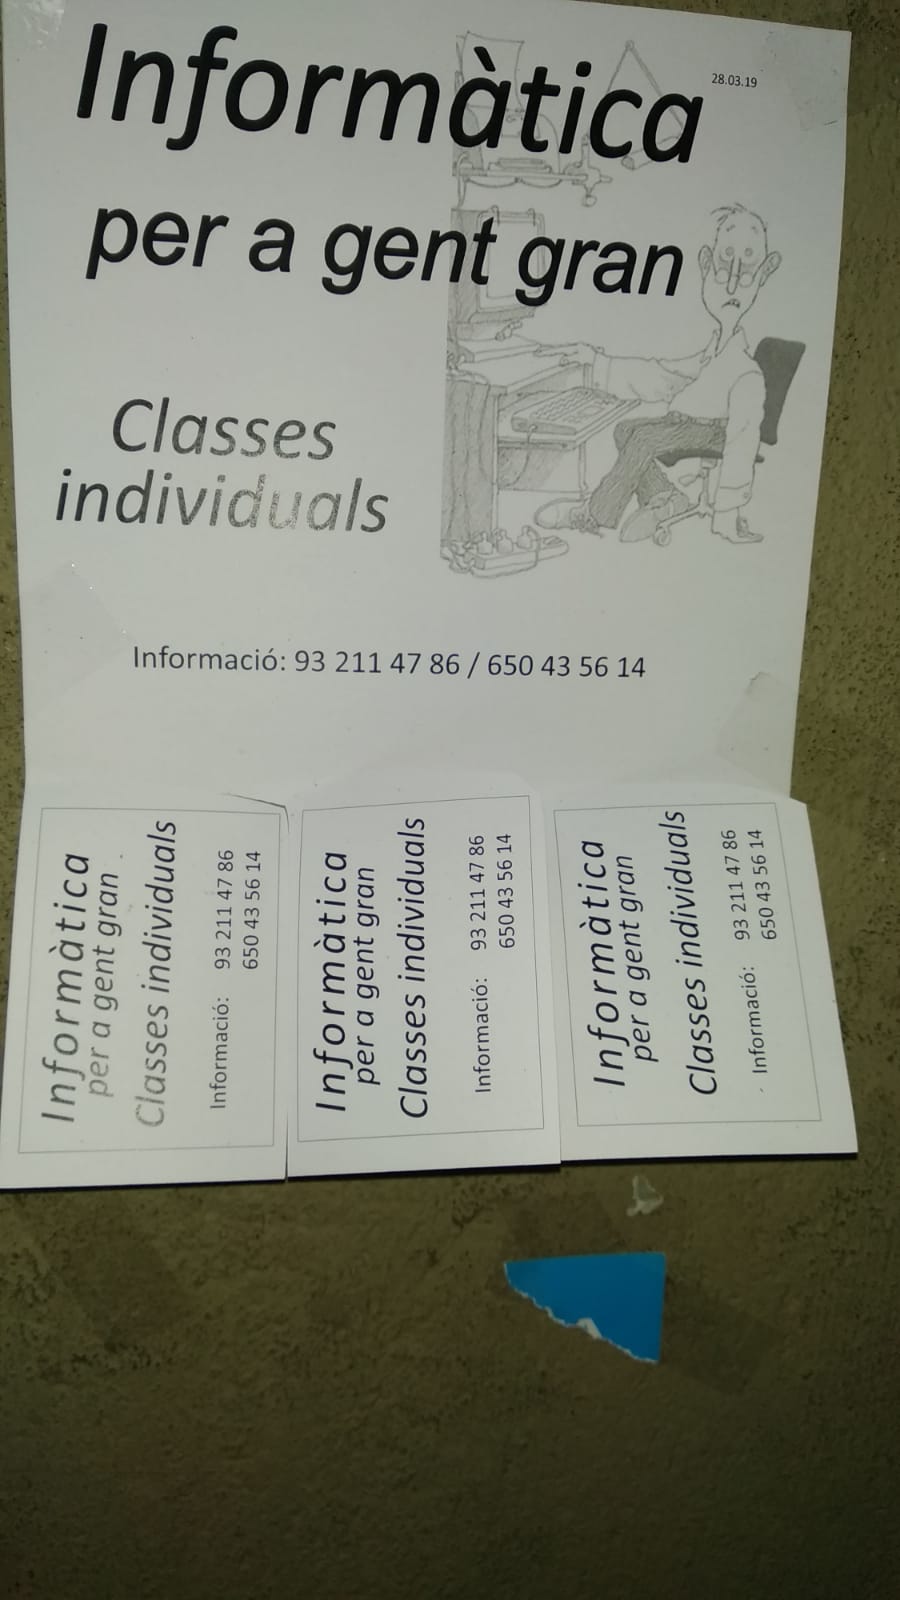 Informàtica
28.03.19
per a gent gran
Classes
individuals
Informació: 93 211 47 86 / 650 43 56 14
Informàtica
per a gent gran
Classes individuals
Informació: 93 211 47 86
650 43 56 14
Informàtica
per a gent gran
Classes individuals
Informació: 93 211 47 86
650 43 56 14
Informàtica
per a gent gran
Classes individuals
Informació: 93 211 47 86
650 43 56 14